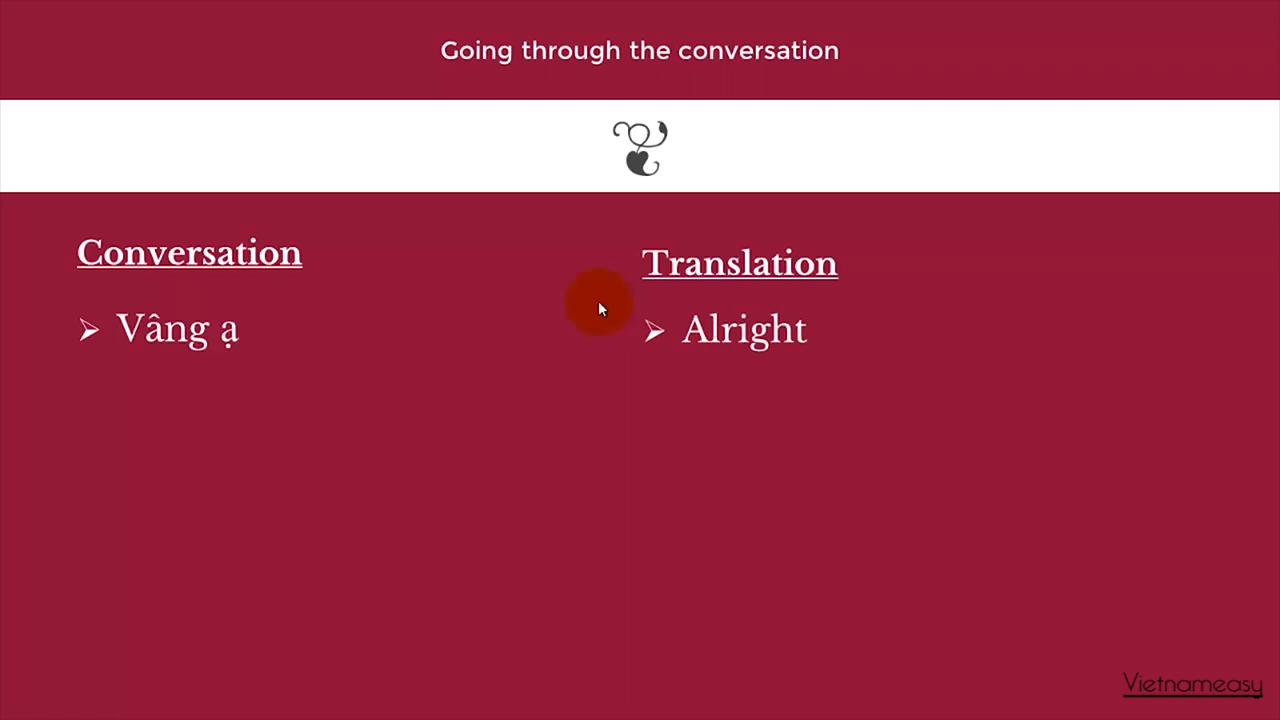 Going through the conversation
Conversation
Translation
Vâng ạ
Alright
Vietnameasy